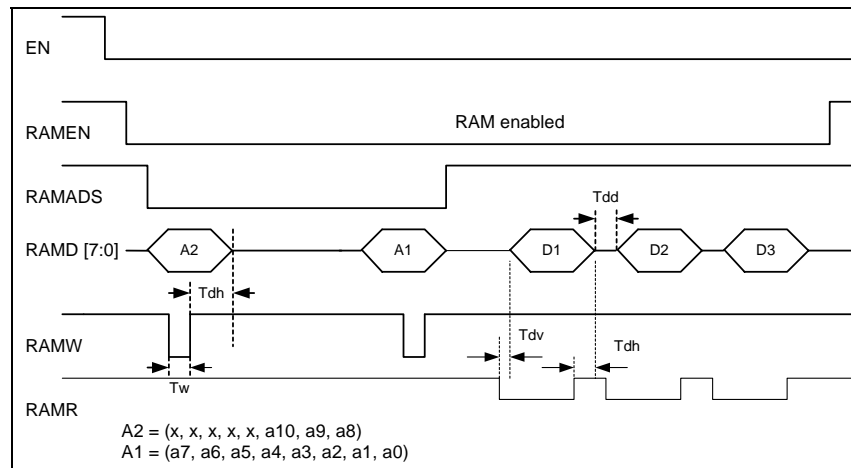 EN
RAM enabled
RAMEN
RAMADS
Tdd
RAMD [7:0]
A2
A1
D1
D2
D3
Tdh
RAMW
Tdv
Tdh
Tw
RAMR
A2 = (x, x, x, x, x, a10, a9, a8)
A1 = (a7, a6, a5, a4, a3, a2, a1, a0)